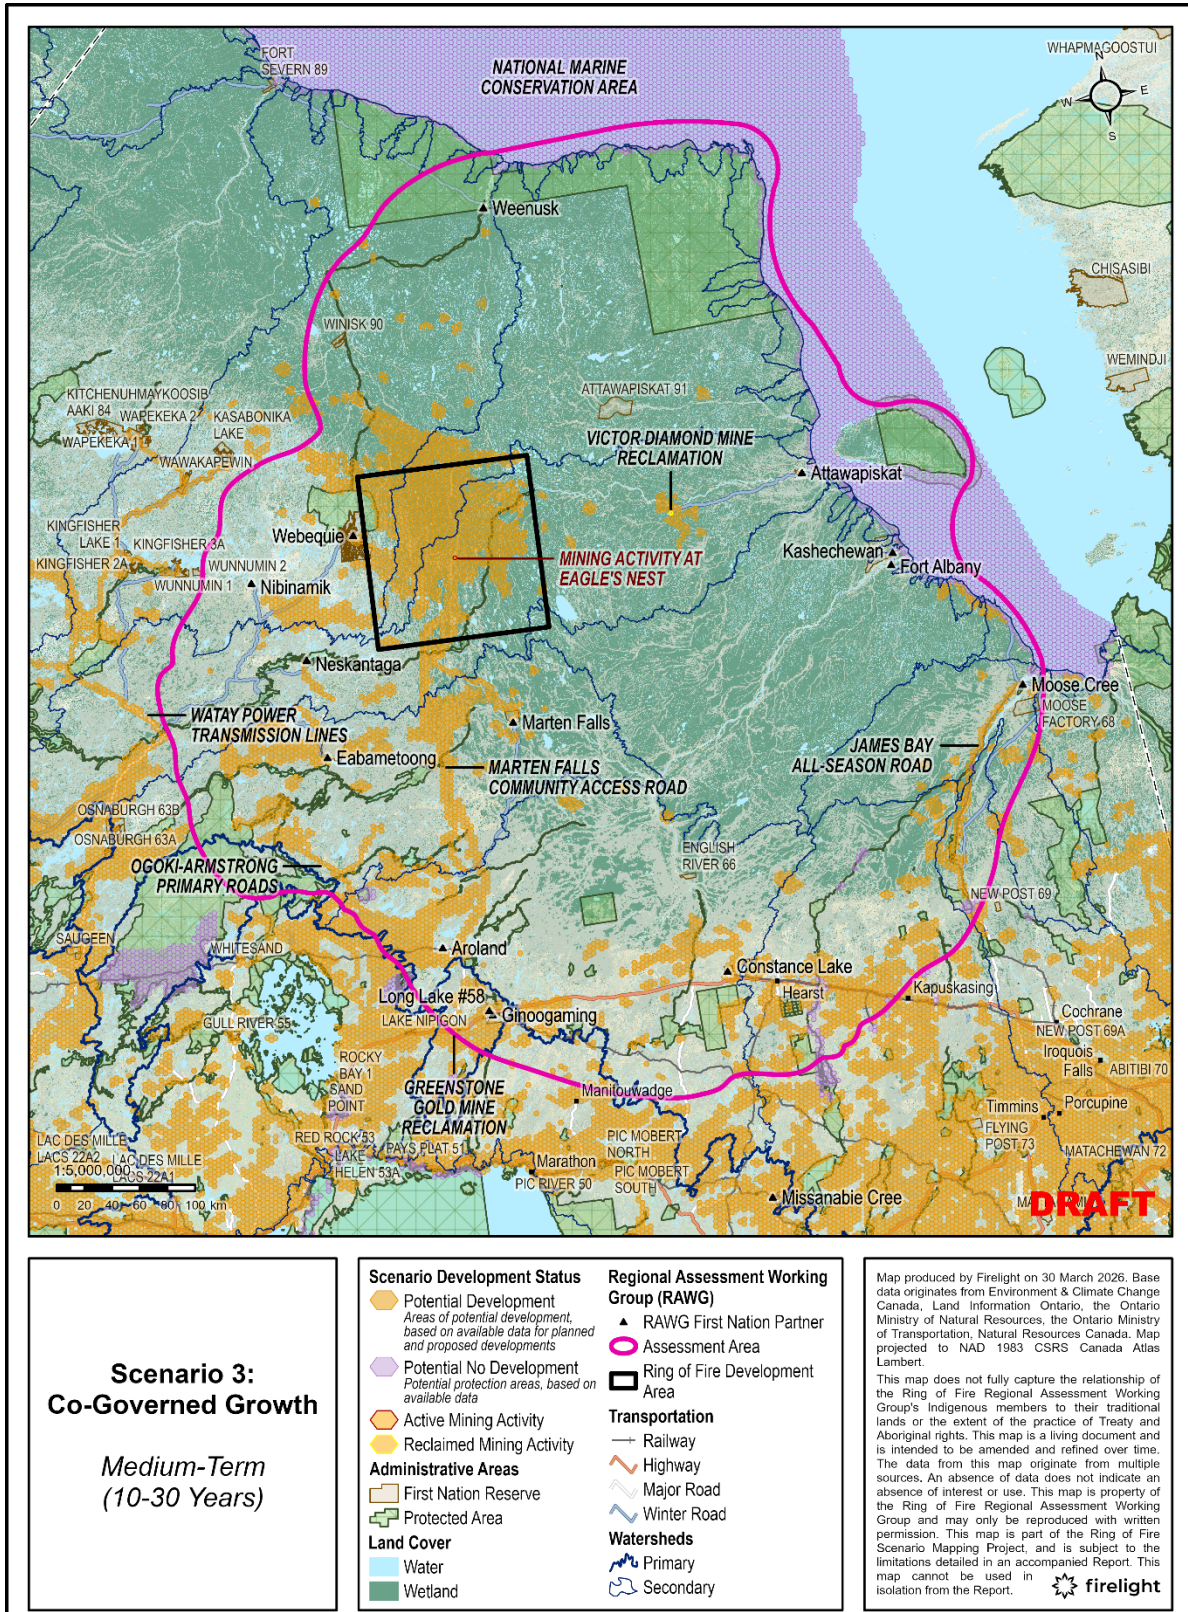 FORT
SEVERN 89
NATIONAL MARINE
CONSERVATION AREA
WHAPMAGOOSTUI
N
W
E
S
Weenusk
CHISASIBI
WINISK 90
WEMINDJI
KITCHENUHMAYKOOSIB
AAKI 84
WAPEKEKA 2
KASABONIKA
LAKE
WAPEKEKA 1
WAWAKAPEWIN
ATTAWAPISKAT 91
VICTOR DIAMOND MINE
RECLAMATION
Attawapiskat
KINGFISHER
LAKE 1
KINGFISHER 3A
KINGFISHER 2A
WUNNUMIN 2
WUNNUMIN 1
Webequie
Nibinamik
MINING ACTIVITY AT
EAGLE'S NEST
Kashechewan
Fort Albany
Neskantaga
Moose Cree
MOOSE
FACTORY 68
WATAY POWER
TRANSMISSION LINES
Marten Falls
Eabametoong
MARTEN FALLS
COMMUNITY ACCESS ROAD
JAMES BAY
ALL-SEASON ROAD
OSNABURGH 63B
OSNABURGH 63A
OGOKI-ARMSTRONG
PRIMARY ROADS
ENGLISH
RIVER 66
NEW POST 69
SAUGEEN
WHITESAND
Aroland
Constance Lake
Hearst
Kapuskasing
Long Lake #58
LAKE NIPIGON
Ginoogaming
GULL RIVER 55
Cochrane
NEW POST 69A
Iroquois
Falls
ABITIBI 70
ROCKY
BAY 1
SAND
POINT
GREENSTONE
GOLD MINE
RECLAMATION
Manitouwadge
Timmins
Porcupine
FLYING
POST 73
RED ROCK 53
LAKE
HELEN 53A
PAYS PLAT 51
PIC MOBERT
NORTH
PIC MOBERT
SOUTH
MATACHEWAN 72
LAC DES MILLE
LACS 22A2
LAC DES MILLE
LACS 22A1
1:5,000,000
0 20 40 60 80 100 km
Marathon
PIC RIVER 50
Missanabie Cree
DRAFT
Scenario 3:
Co-Governed Growth
Medium-Term
(10-30 Years)
Scenario Development Status
Potential Development
Areas of potential development,
based on available data for planned
and proposed developments
Potential No Development
Potential protection areas, based on
available data
Active Mining Activity
Reclaimed Mining Activity
Administrative Areas
First Nation Reserve
Protected Area
Land Cover
Water
Wetland
Regional Assessment Working
Group (RAWG)
RAWG First Nation Partner
Assessment Area
Ring of Fire Development
Area
Transportation
Railway
Highway
Major Road
Winter Road
Watersheds
Primary
Secondary
Map produced by Firelight on 30 March 2026. Base
data originates from Environment & Climate Change
Canada, Land Information Ontario, the Ontario
Ministry of Natural Resources, the Ontario Ministry
of Transportation, Natural Resources Canada. Map
projected to NAD 1983 CSRS Canada Atlas
Lambert.
This map does not fully capture the relationship of
the Ring of Fire Regional Assessment Working
Group's Indigenous members to their traditional
lands or the extent of the practice of Treaty and
Aboriginal rights. This map is a living document and
is intended to be amended and refined over time.
The data from this map originate from multiple
sources. An absence of data does not indicate an
absence of interest or use. This map is property of
the Ring of Fire Regional Assessment Working
Group and may only be reproduced with written
permission. This map is part of the Ring of Fire
Scenario Mapping Project, and is subject to the
limitations detailed in an accompanied Report. This
map cannot be used in
isolation from the Report.
firelight